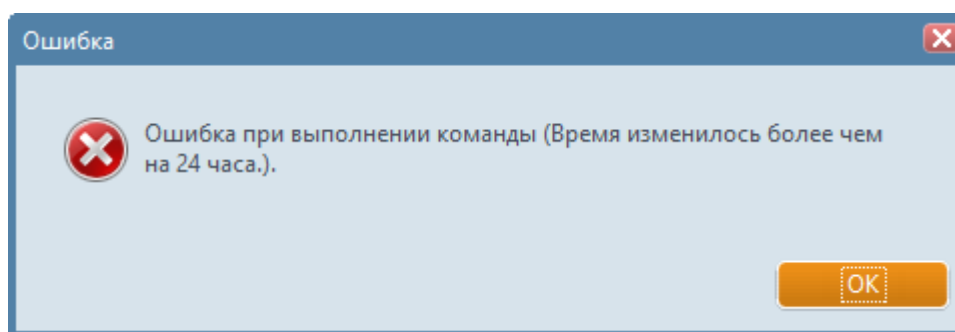 Ошибка
Ошибка при выполнении команды (Время изменилось более чем
на 24 часа.).
OK